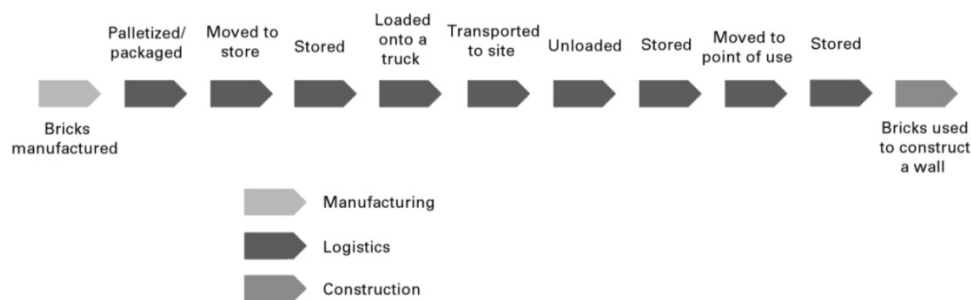 Palletized/
packaged
Moved to
store
Stored
Loaded
onto a
truck
Transported
to site
Unloaded
Stored
Moved to
point of use
Stored
Bricks
manufactured
Bricks used
to construct
a wall
Manufacturing
Logistics
Construction